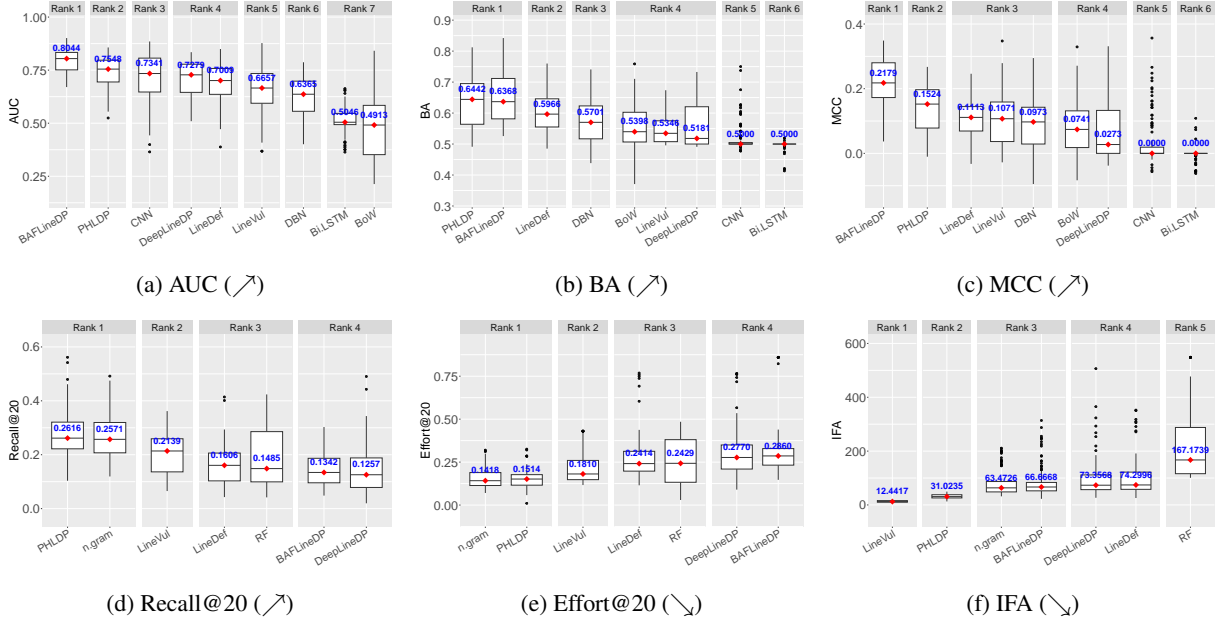 Rank 1 Rank 2 Rank 3 Rank 4 Rank 5 Rank 6 Rank 7
1.00
0.75
0.50
0.25
AUC
0.8044 0.7548 0.7341 0.7279 0.7009 0.6657 0.6365 0.5046 0.4913
BAFLineDP PHLDP CNN DeepLineDP LineDef LineVul DBN Bi.LSTM BoW
(a) AUC (↗)
Rank 1 Rank 2 Rank 3 Rank 4 Rank 5 Rank 6
0.9
0.8
0.7
0.6
0.5
0.4
0.3
BA
0.6442 0.6368 0.5966 0.5701 0.5398 0.5346 0.5181 0.5000 0.5000
PHLDP BAFLineDP LineDef DBN BoW LineVul DeepLineDP CNN Bi.LSTM
(b) BA (↗)
Rank 1 Rank 2 Rank 3 Rank 4 Rank 5 Rank 6
0.4
0.2
0.0
MCC
0.2179 0.1524 0.1113 0.1071 0.0973 0.0741 0.0273 0.0000 0.0000
BAFLineDP PHLDP LineDef LineVul DBN BoW DeepLineDP CNN Bi.LSTM
(c) MCC (↗)
Rank 1 Rank 2 Rank 3 Rank 4
0.6
0.4
0.2
0.0
Recall@20
0.2616 0.2571 0.2139 0.1606 0.1485 0.1342 0.1257
PHLDP n.gram LineVul LineDef RF BAFLineDP DeepLineDP
(d) Recall@20 (↗)
Rank 1 Rank 2 Rank 3 Rank 4
1.00
0.75
0.50
0.25
0.00
Effort@20
0.1418 0.1514 0.1810 0.2414 0.2429 0.2770 0.2860
n.gram PHLDP LineVul LineDef RF DeepLineDP BAFLineDP
(e) Effort@20 (↘)
Rank 1 Rank 2 Rank 3 Rank 4 Rank 5
600
400
200
0
IFA
12.4417 31.0235 63.4726 66.6668 73.3568 74.2996 167.1739
LineVul PHLDP n.gram BAFLineDP DeepLineDP LineDef RF
(f) IFA (↘)